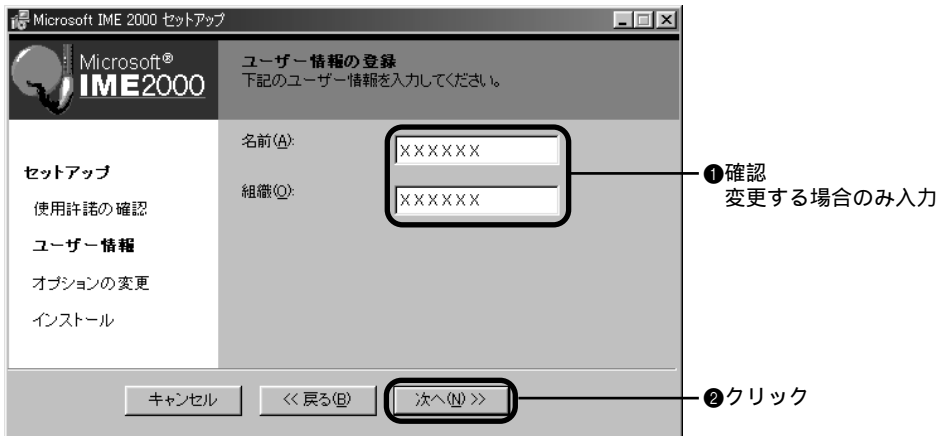 Microsoft IME 2000 セットアップ
Microsoft®
IME2000
ユーザー情報の登録
下記のユーザー情報を入力してください。
セットアップ
使用許諾の確認
ユーザー情報
オプションの変更
インストール
名前(A):
XXXXXX
組織(O):
XXXXXX
❶確認
変更する場合のみ入力
キャンセル
<< 戻る(B)
次へ(N) >>
❷クリック